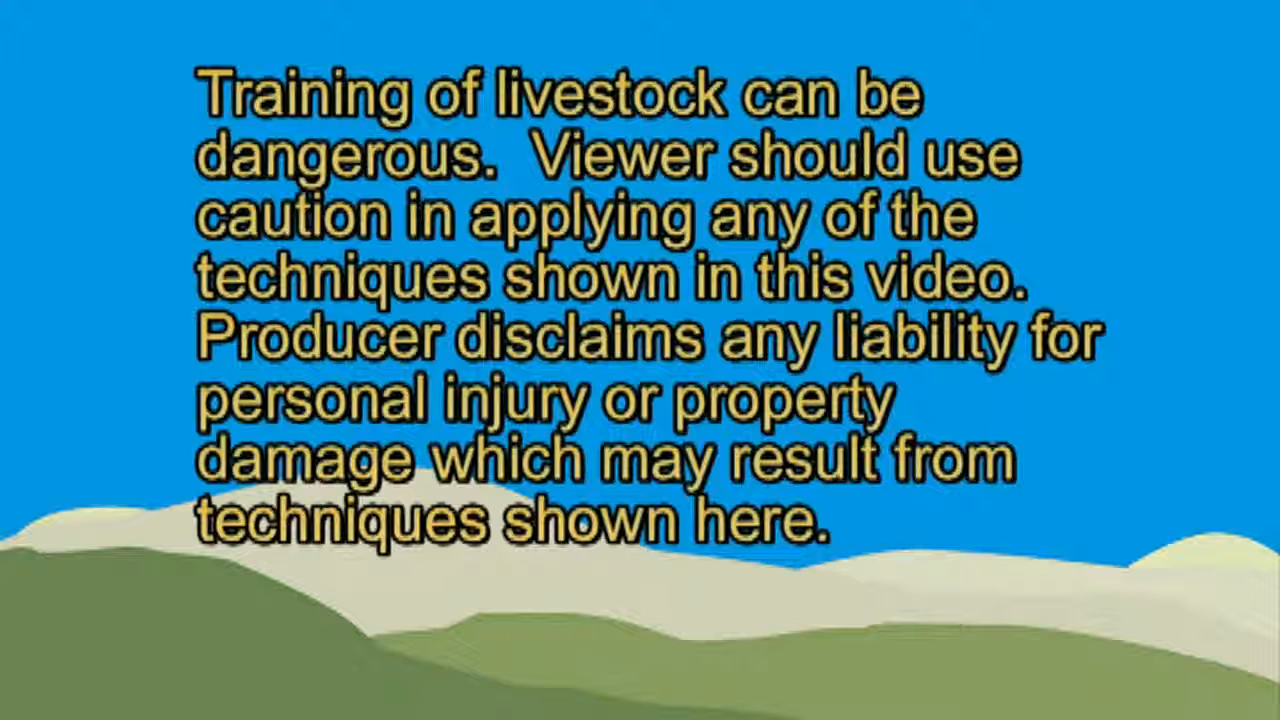 Training of livestock can be
dangerous.  Viewer should use
caution in applying any of the
techniques shown in this video.
Producer disclaims any liability for
personal injury or property
damage which may result from
techniques shown here.